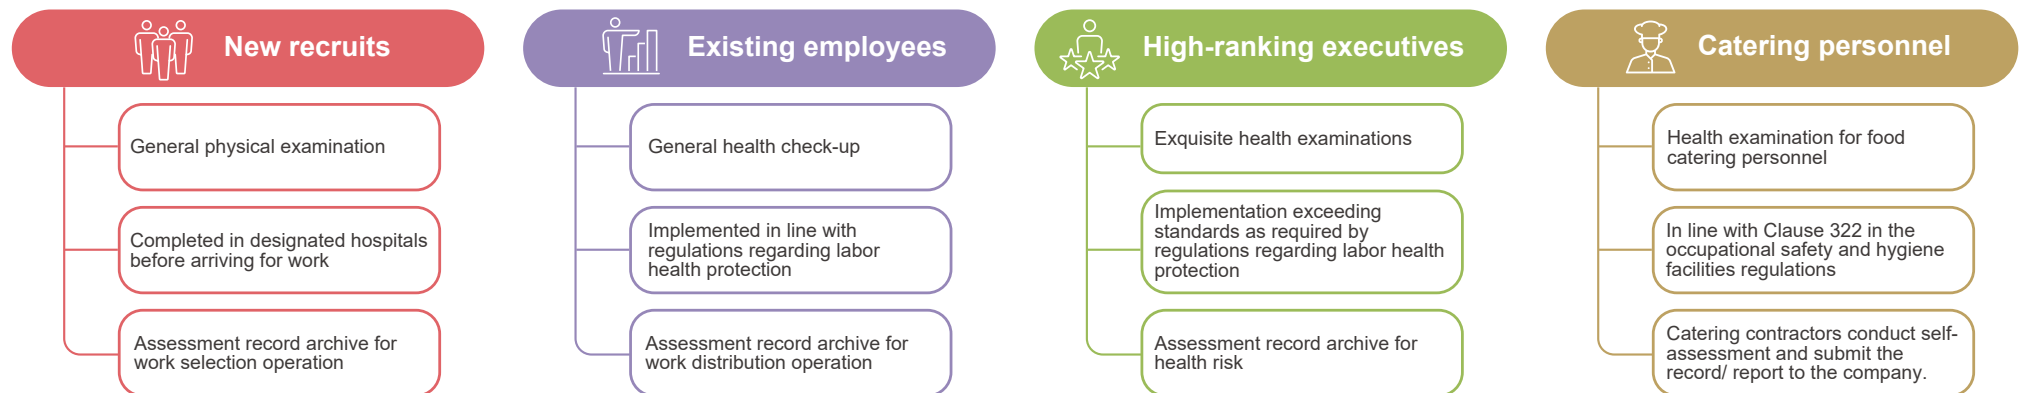 New recruits
General physical examination
Completed in designated hospitals
before arriving for work
Assessment record archive for
work selection operation
Existing employees
General health check-up
Implemented in line with
regulations regarding labor
health protection
Assessment record archive for
work distribution operation
High-ranking executives
Exquisite health examinations
Implementation exceeding
standards as required by
regulations regarding labor health
protection
Assessment record archive for
health risk
Catering personnel
Health examination for food
catering personnel
In line with Clause 322 in the
occupational safety and hygiene
facilities regulations
Catering contractors conduct self-
assessment and submit the
record/ report to the company.